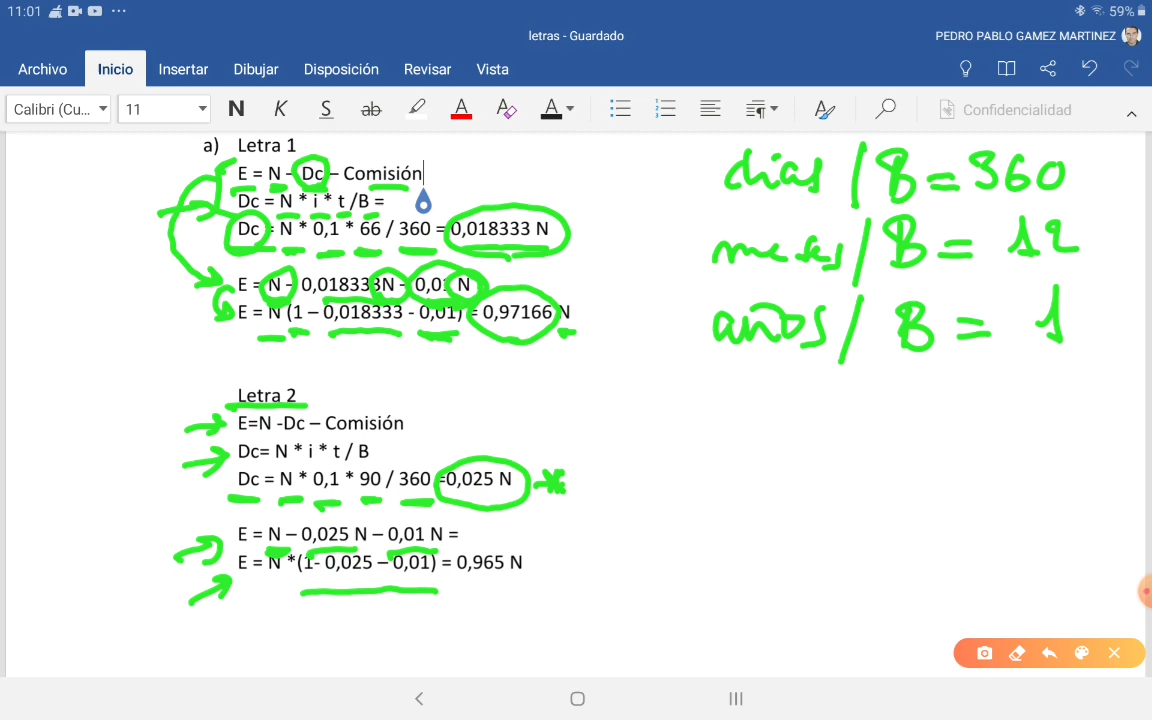 11:01
59%
letras - Guardado
PEDRO PABLO GAMEZ MARTINEZ
Archivo Inicio Insertar Dibujar Disposición Revisar Vista
Calibri (Cu... 11 N K S ab A A A Confidencialidad
a) Letra 1
E = N – Dc – Comisión
Dc = N * i * t /B =
Dc = N * 0,1 * 66 / 360 = 0,018333 N
E = N – 0,018333N – 0,01 N
E = N (1 – 0,018333 - 0,01) = 0,97166 N
Letra 2
E=N -Dc – Comisión
Dc= N * i * t / B
Dc = N * 0,1 * 90 / 360 =0,025 N
E = N – 0,025 N – 0,01 N =
E = N *(1- 0,025 – 0,01) = 0,965 N
dias / B = 360
meses / B = 12
años / B = 1